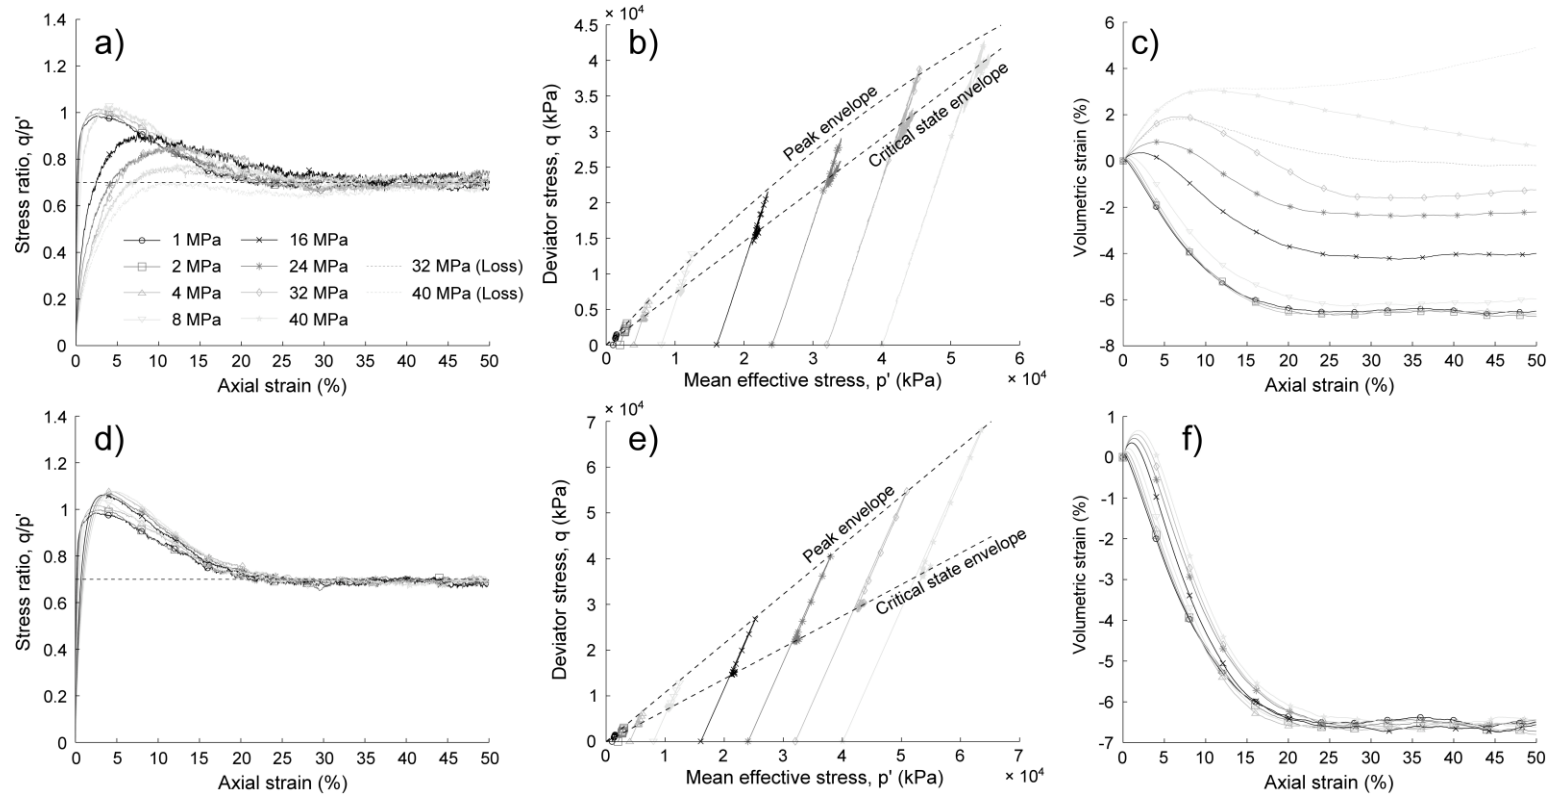 a)
Stress ratio, q/p'
1.4
1.2
1
0.8
0.6
0.4
0.2
0
0 5 10 15 20 25 30 35 40 45 50
Axial strain (%)
1 MPa
2 MPa
4 MPa
8 MPa
16 MPa
24 MPa
32 MPa
40 MPa
32 MPa (Loss)
40 MPa (Loss)
b)
× 10⁴
Deviator stress, q (kPa)
4.5
4
3.5
3
2.5
2
1.5
1
0.5
0
0 1 2 3 4 5 6
Mean effective stress, p' (kPa)
× 10⁴
Peak envelope
Critical state envelope
c)
Volumetric strain (%)
6
4
2
0
-2
-4
-6
-8
0 5 10 15 20 25 30 35 40 45 50
Axial strain (%)
d)
Stress ratio, q/p'
1.4
1.2
1
0.8
0.6
0.4
0.2
0
0 5 10 15 20 25 30 35 40 45 50
Axial strain (%)
e)
× 10⁴
Deviator stress, q (kPa)
7
6
5
4
3
2
1
0
0 1 2 3 4 5 6 7
Mean effective stress, p' (kPa)
× 10⁴
Peak envelope
Critical state envelope
f)
Volumetric strain (%)
1
0
-1
-2
-3
-4
-5
-6
-7
0 5 10 15 20 25 30 35 40 45 50
Axial strain (%)